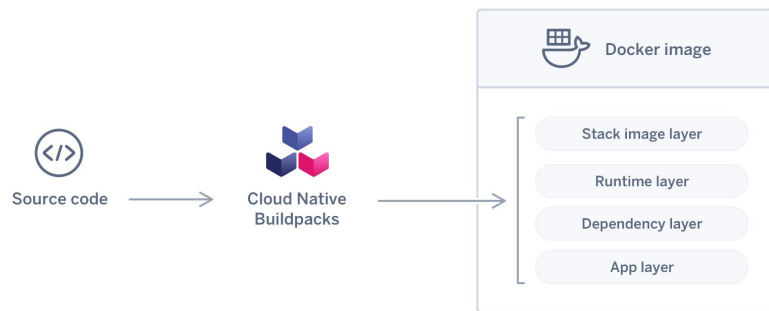 Source code
</>
Cloud Native
Buildpacks
Docker image
Stack image layer
Runtime layer
Dependency layer
App layer